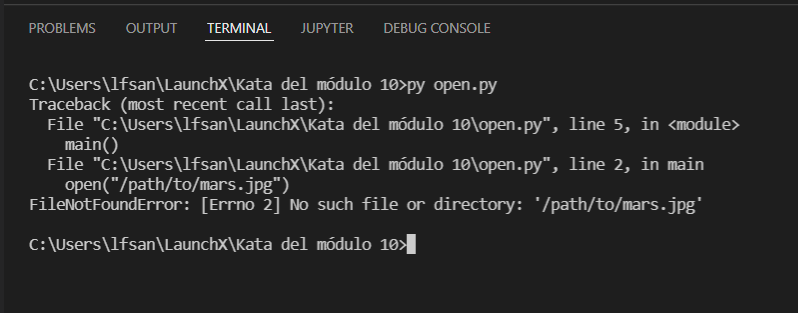 PROBLEMS OUTPUT TERMINAL JUPYTER DEBUG CONSOLE
C:\Users\lfsan\LaunchX\Kata del módulo 10>py open.py
Traceback (most recent call last):
  File "C:\Users\lfsan\LaunchX\Kata del módulo 10\open.py", line 5, in <module>
    main()
  File "C:\Users\lfsan\LaunchX\Kata del módulo 10\open.py", line 2, in main
    open("/path/to/mars.jpg")
FileNotFoundError: [Errno 2] No such file or directory: '/path/to/mars.jpg'
C:\Users\lfsan\LaunchX\Kata del módulo 10>